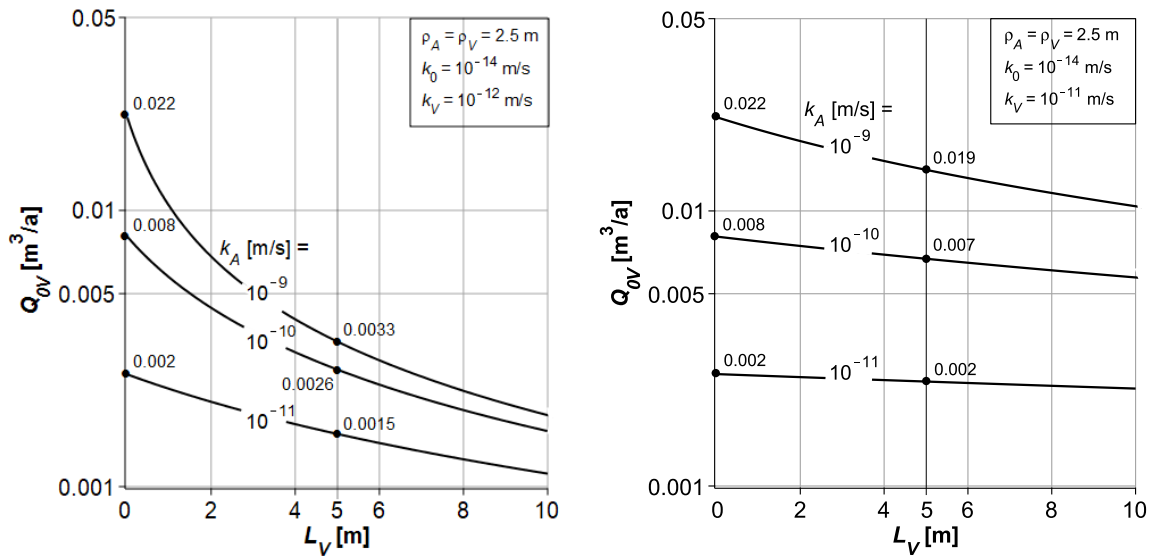 0.05
0.01
0.005
0.001
Q₀V [m³/a]
ρA = ρV = 2.5 m
k₀ = 10⁻¹⁴ m/s
kV = 10⁻¹² m/s
0.022
0.008
kA [m/s] =
10⁻⁹
10⁻¹⁰
0.0033
0.002
0.0026
10⁻¹¹
0.0015
0 2 4 5 6 8 10
LV [m]
0.05
0.01
0.005
0.001
Q₀V [m³/a]
ρA = ρV = 2.5 m
k₀ = 10⁻¹⁴ m/s
kV = 10⁻¹¹ m/s
0.022
kA [m/s] =
10⁻⁹
0.019
0.008
10⁻¹⁰
0.007
0.002
10⁻¹¹
0.002
0 2 4 5 6 8 10
LV [m]